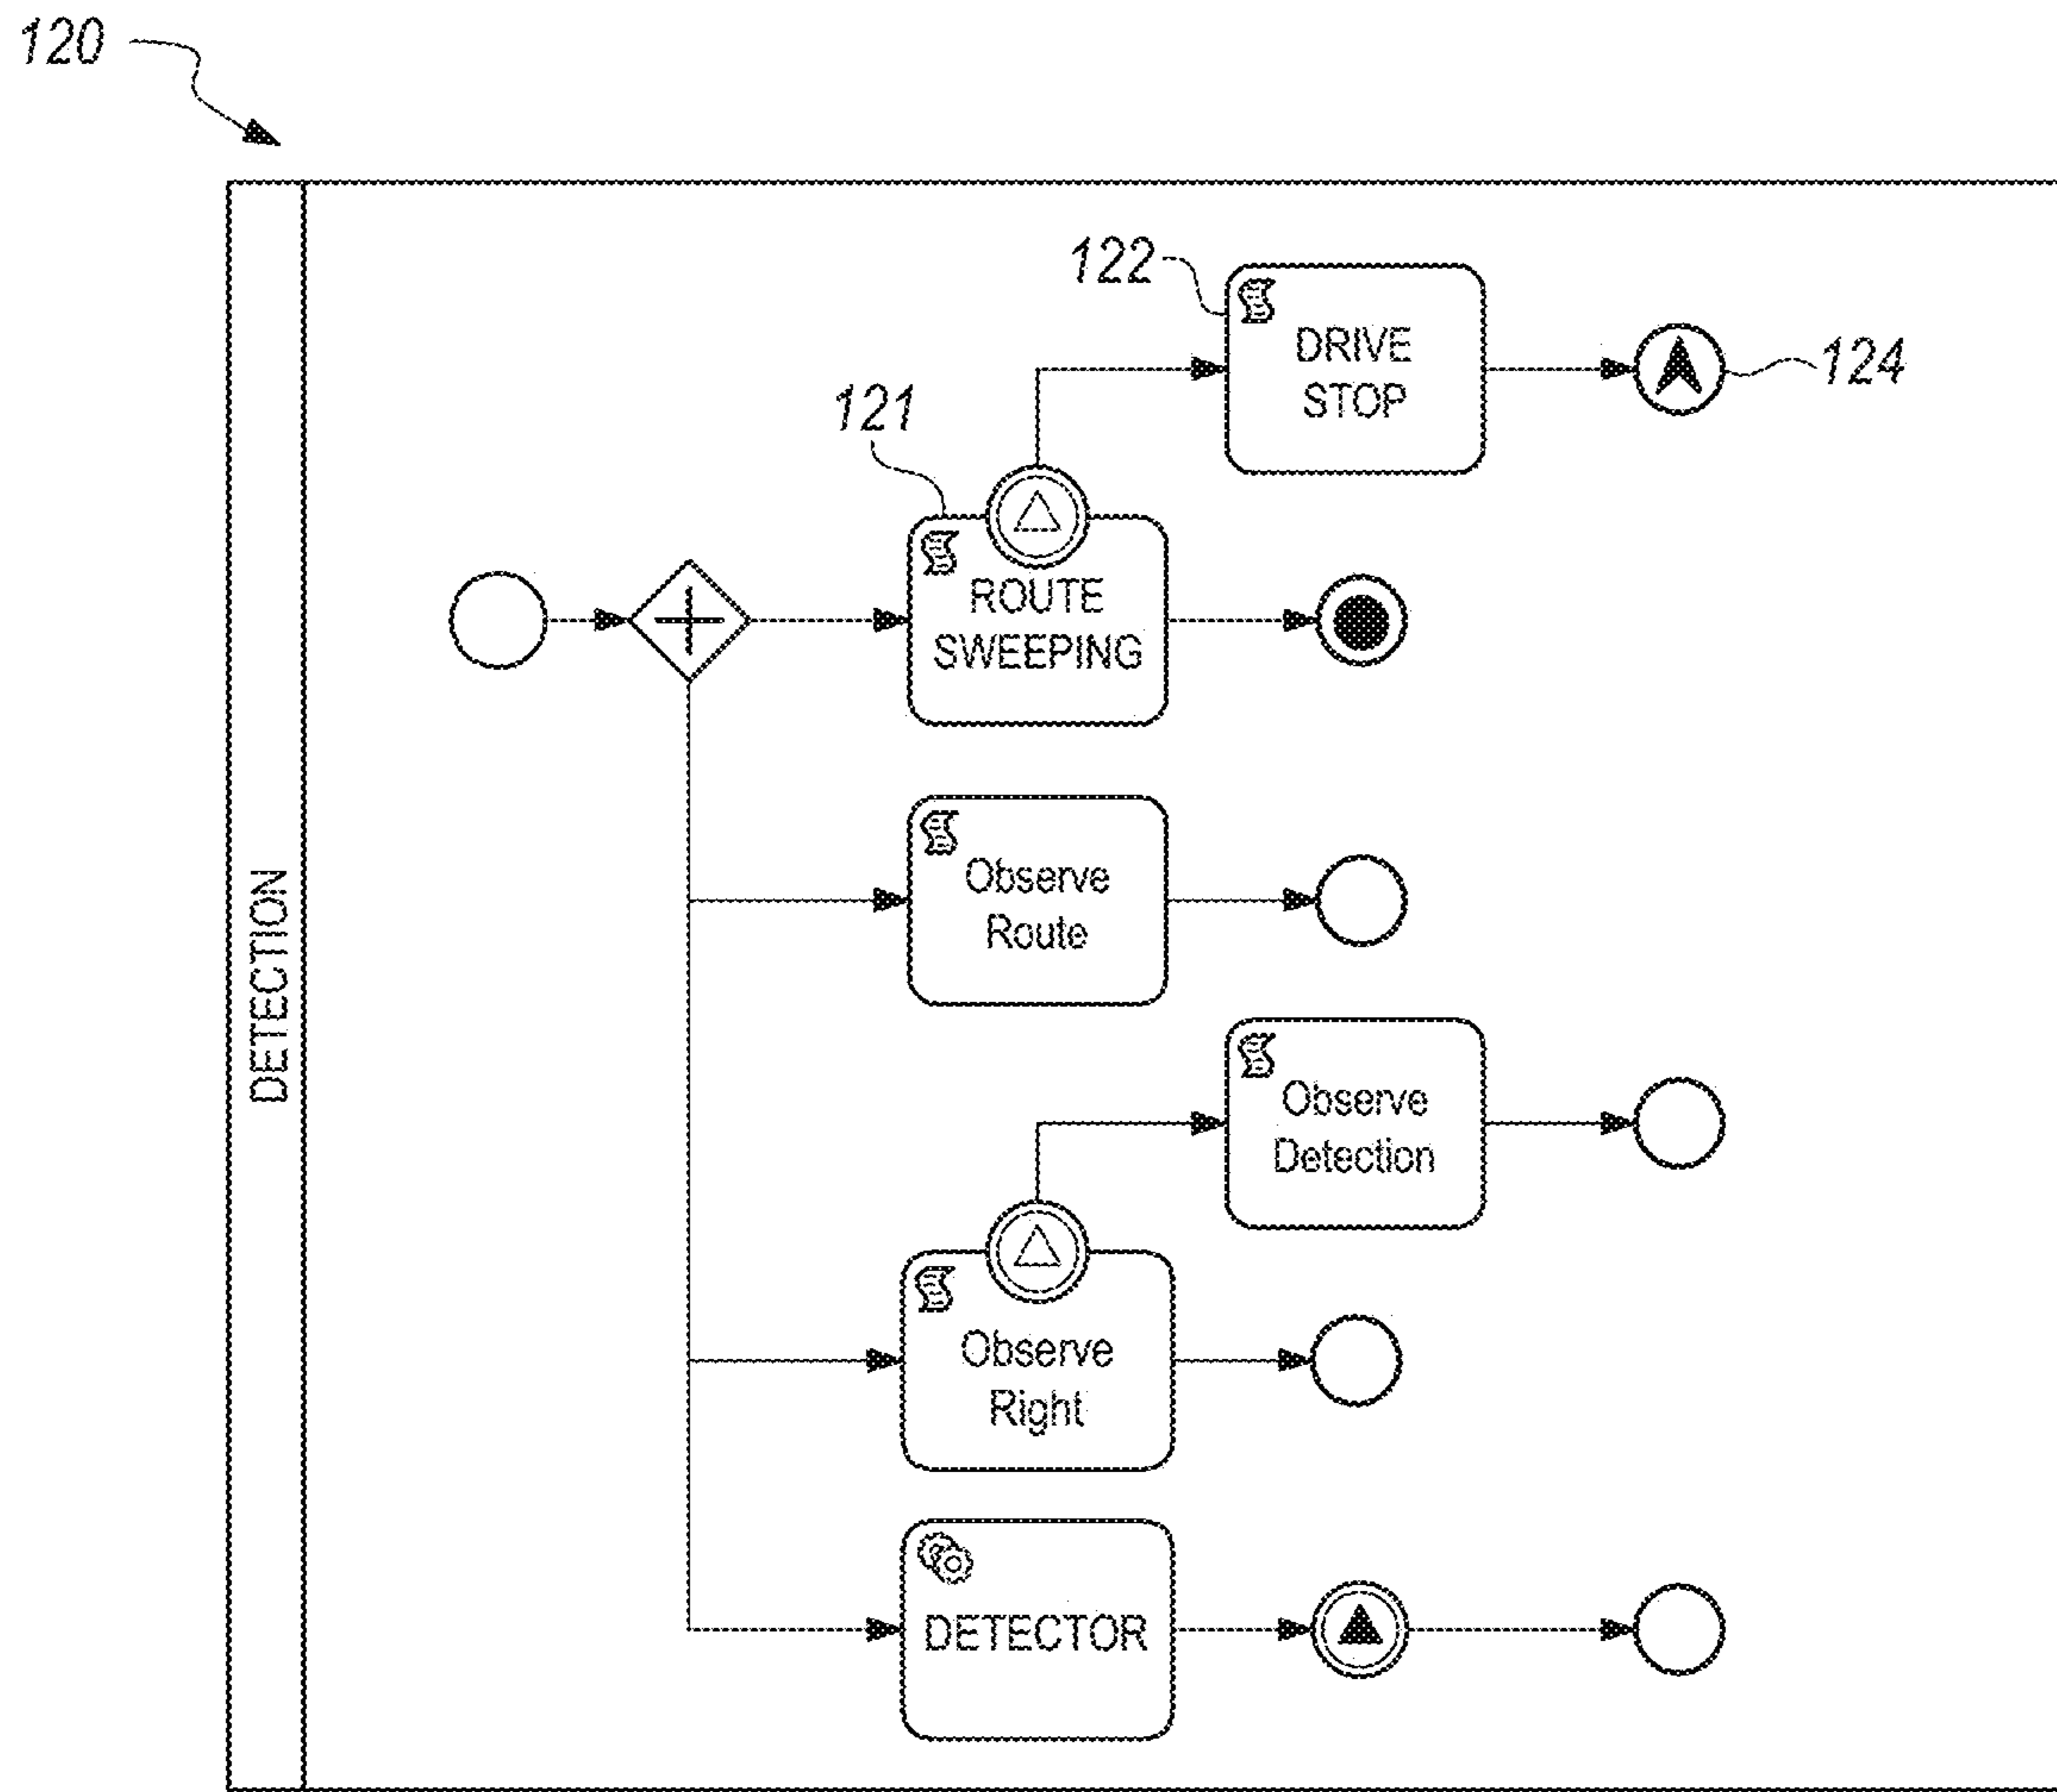 120
122
DRIVE
STOP
124
121
ROUTE
SWEEPING
DETECTION
Observe
Route
Observe
Detection
Observe
Right
DETECTOR